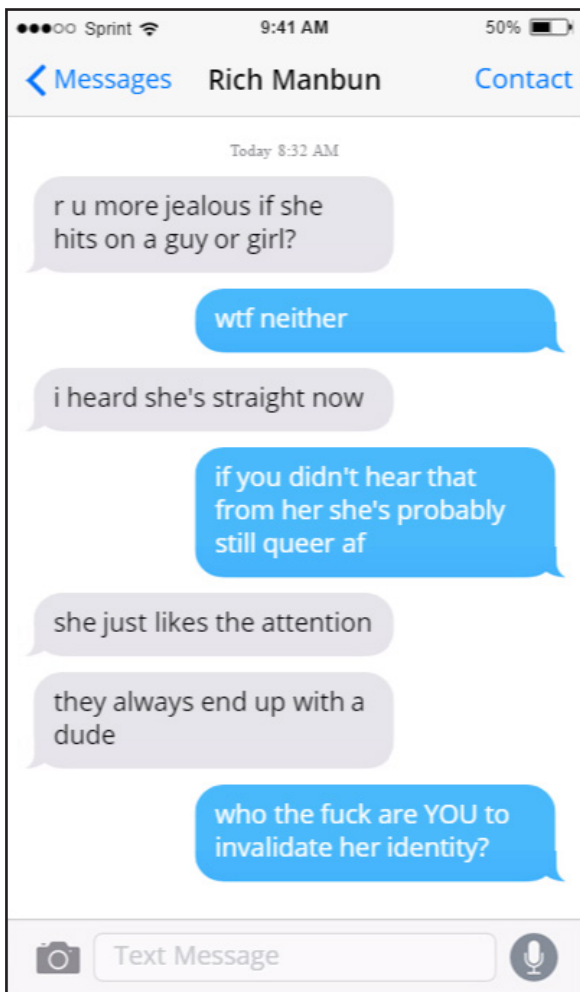 Sprint 9:41 AM 50%
Messages Rich Manbun Contact
Today 8:32 AM
r u more jealous if she
hits on a guy or girl?
wtf neither
i heard she's straight now
if you didn't hear that
from her she's probably
still queer af
she just likes the attention
they always end up with a
dude
who the fuck are YOU to
invalidate her identity?
Text Message